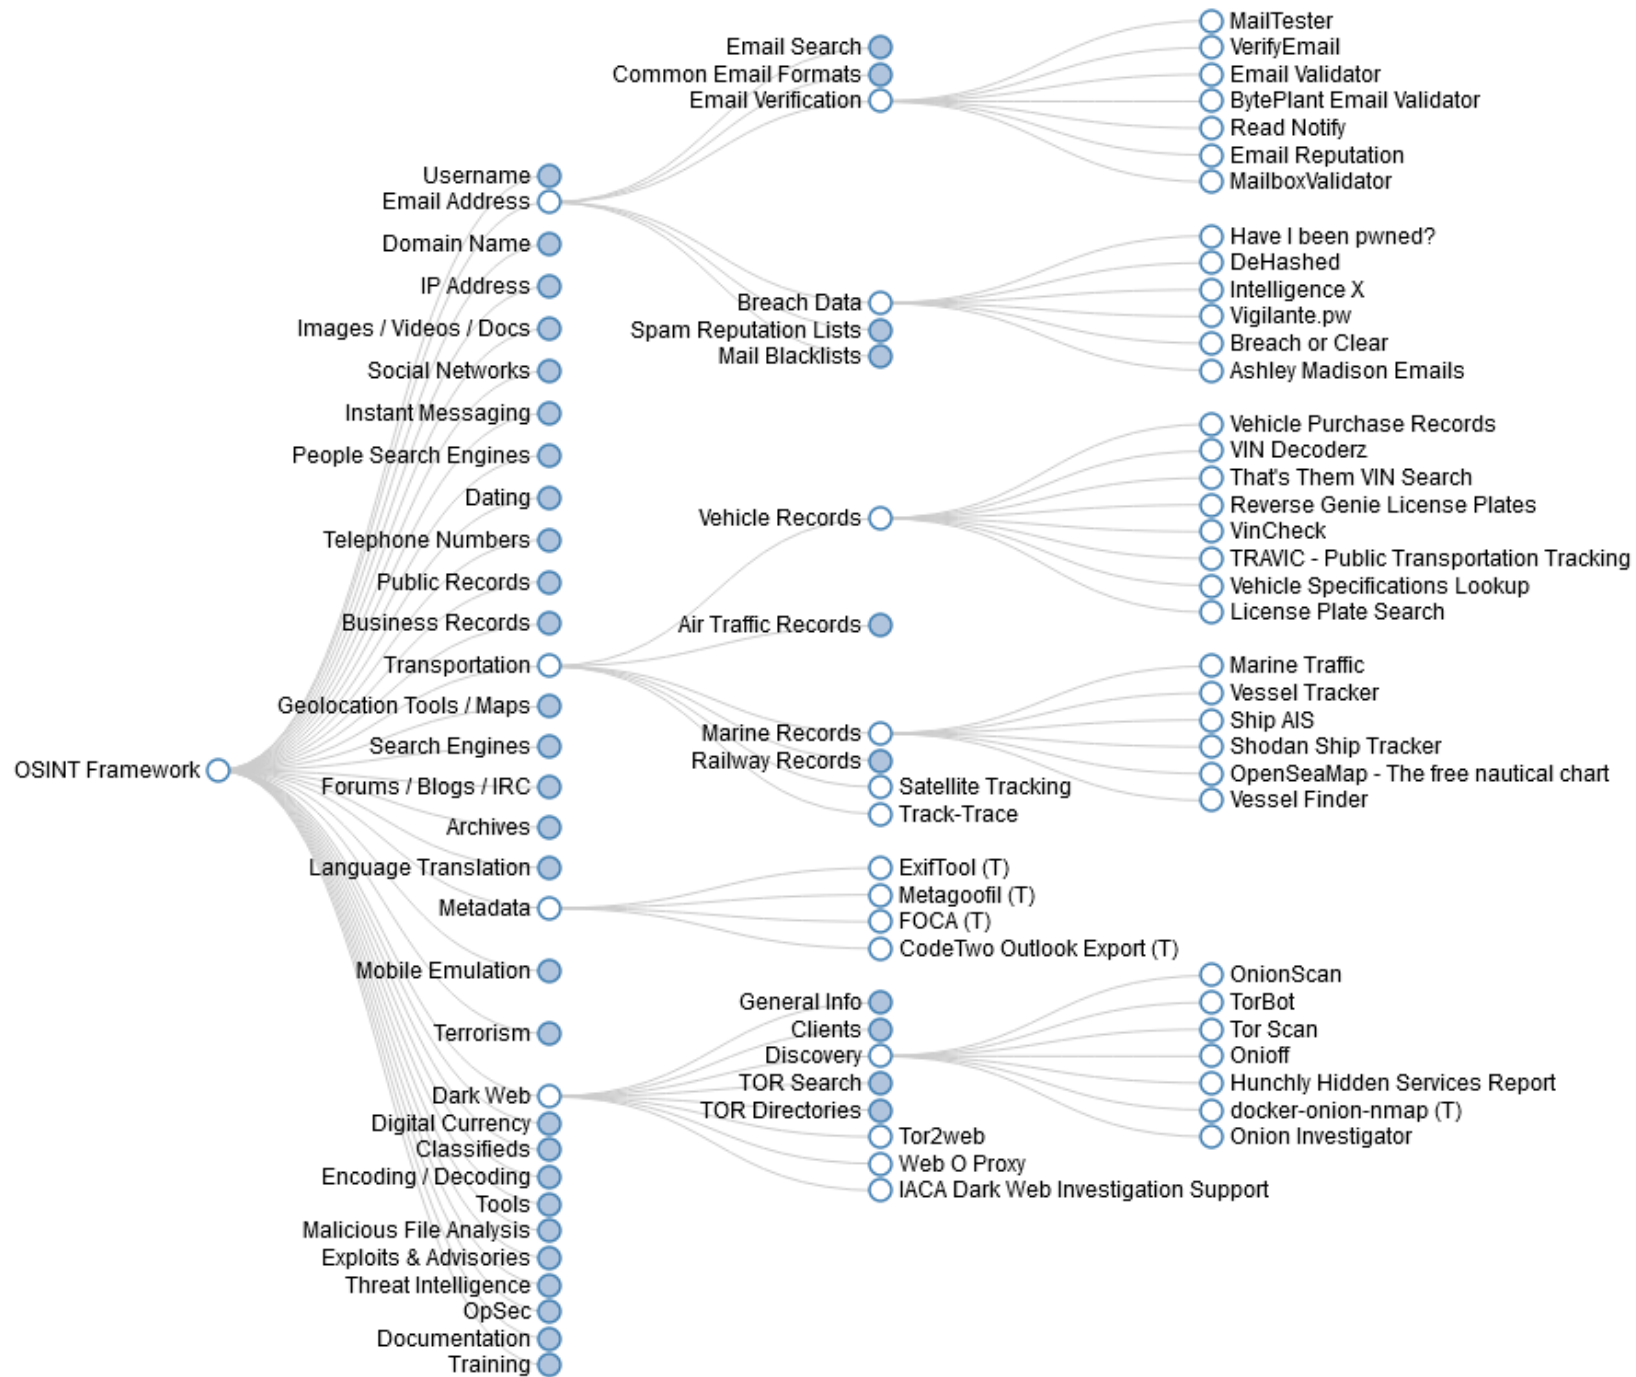 OSINT Framework
Username
Email Address
Email Search
Common Email Formats
Email Verification
MailTester
VerifyEmail
Email Validator
BytePlant Email Validator
Read Notify
Email Reputation
MailboxValidator
Breach Data
Have I been pwned?
DeHashed
Intelligence X
Vigilante.pw
Breach or Clear
Ashley Madison Emails
Spam Reputation Lists
Mail Blacklists
Domain Name
IP Address
Images / Videos / Docs
Social Networks
Instant Messaging
People Search Engines
Dating
Telephone Numbers
Public Records
Business Records
Transportation
Vehicle Records
Vehicle Purchase Records
VIN Decoderz
That's Them VIN Search
Reverse Genie License Plates
VinCheck
TRAVIC - Public Transportation Tracking
Vehicle Specifications Lookup
License Plate Search
Air Traffic Records
Marine Records
Marine Traffic
Vessel Tracker
Ship AIS
Shodan Ship Tracker
OpenSeaMap - The free nautical chart
Vessel Finder
Railway Records
Satellite Tracking
Track-Trace
Geolocation Tools / Maps
Search Engines
Forums / Blogs / IRC
Archives
Language Translation
Metadata
ExifTool (T)
Metagoofil (T)
FOCA (T)
CodeTwo Outlook Export (T)
Mobile Emulation
Terrorism
Dark Web
General Info
Clients
Discovery
OnionScan
TorBot
Tor Scan
Onioff
Hunchly Hidden Services Report
docker-onion-nmap (T)
Onion Investigator
TOR Search
TOR Directories
Tor2web
Web O Proxy
IACA Dark Web Investigation Support
Digital Currency
Classifieds
Encoding / Decoding
Tools
Malicious File Analysis
Exploits & Advisories
Threat Intelligence
OpSec
Documentation
Training